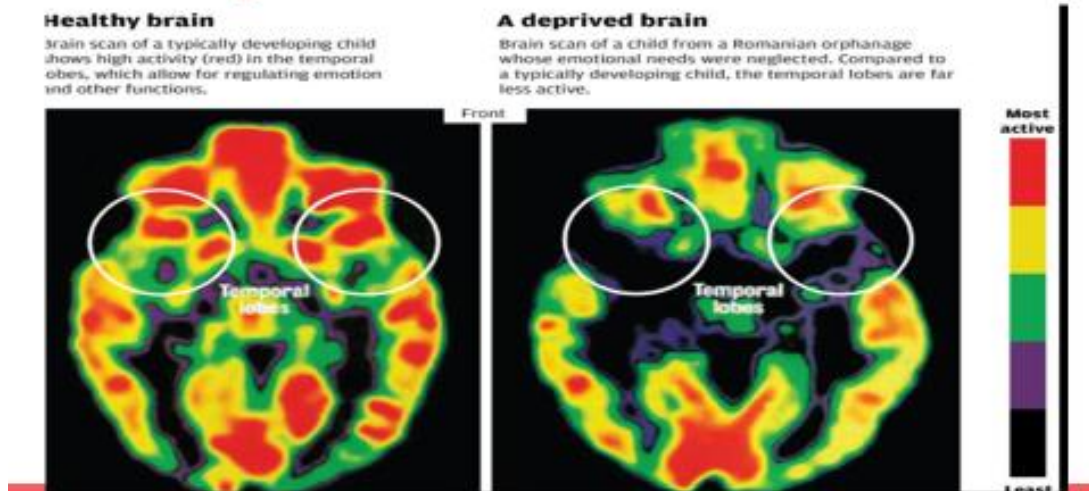 Healthy brain
Brain scan of a typically developing child
shows high activity (red) in the temporal
lobes, which allow for regulating emotion
and other functions.
A deprived brain
Brain scan of a child from a Romanian orphanage
whose emotional needs were neglected. Compared to
a typically developing child, the temporal lobes are far
less active.
Front
Most
active
Temporal
lobes
Temporal
lobes
Least